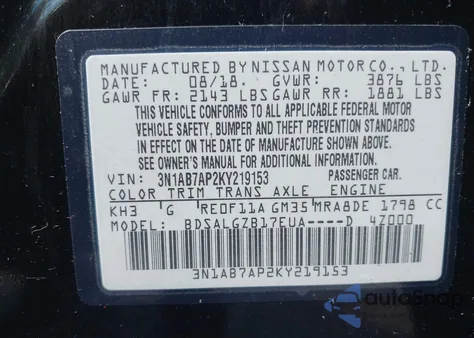 MANUFACTURED BY NISSAN MOTOR CO., LTD.
DATE: 08/18. GVWR: 3876 LBS
GAWR FR: 2143 LBS GAWR RR: 1881 LBS
THIS VEHICLE CONFORMS TO ALL APPLICABLE FEDERAL MOTOR
VEHICLE SAFETY, BUMPER AND THEFT PREVENTION STANDARDS
IN EFFECT ON THE DATE OF MANUFACTURE SHOWN ABOVE.
SEE OWNER'S MANUAL FOR ADDITIONAL INFORMATION
VIN: 3N1AB7AP2KY219153 PASSENGER CAR.
COLOR TRIM TRANS AXLE ENGINE
KH3 G RE0F11A GM35 MRA8DE 1798 CC
MODEL: BDSALGZB17EUA----D 4Z000
3N1AB7AP2KY219153
autoSnap